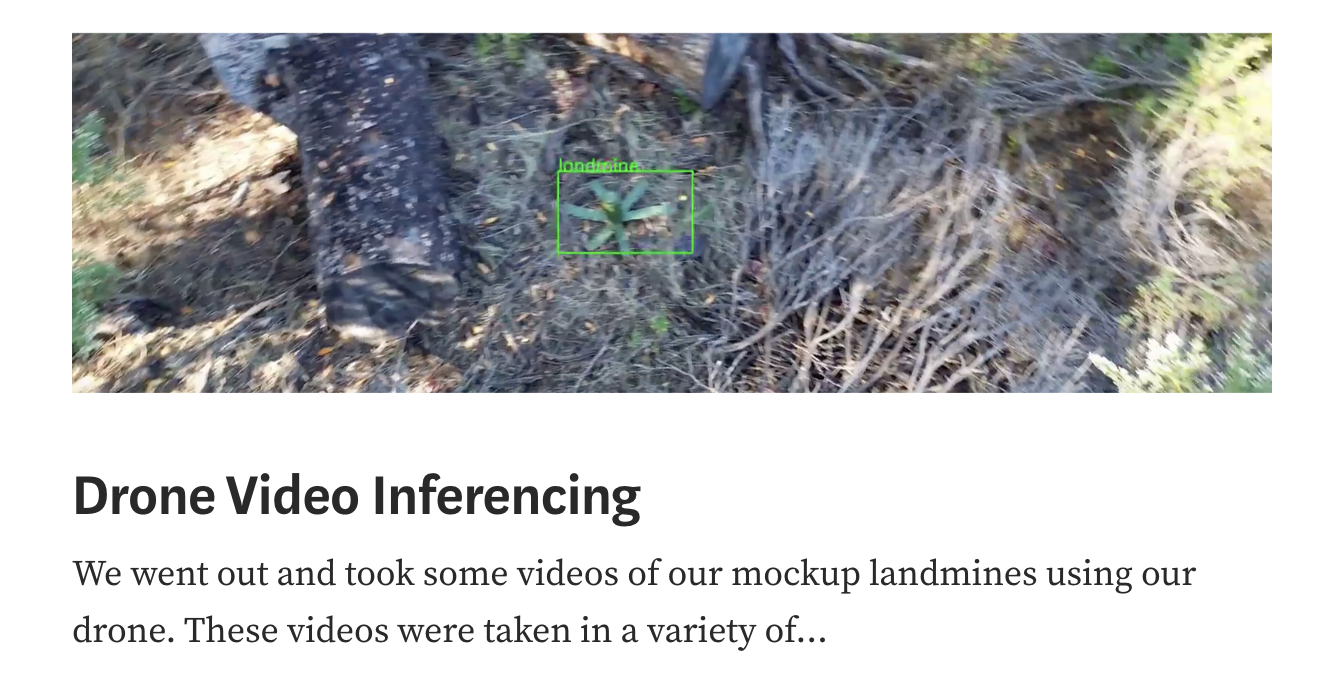 landmine
Drone Video Inferencing
We went out and took some videos of our mockup landmines using our
drone. These videos were taken in a variety of...